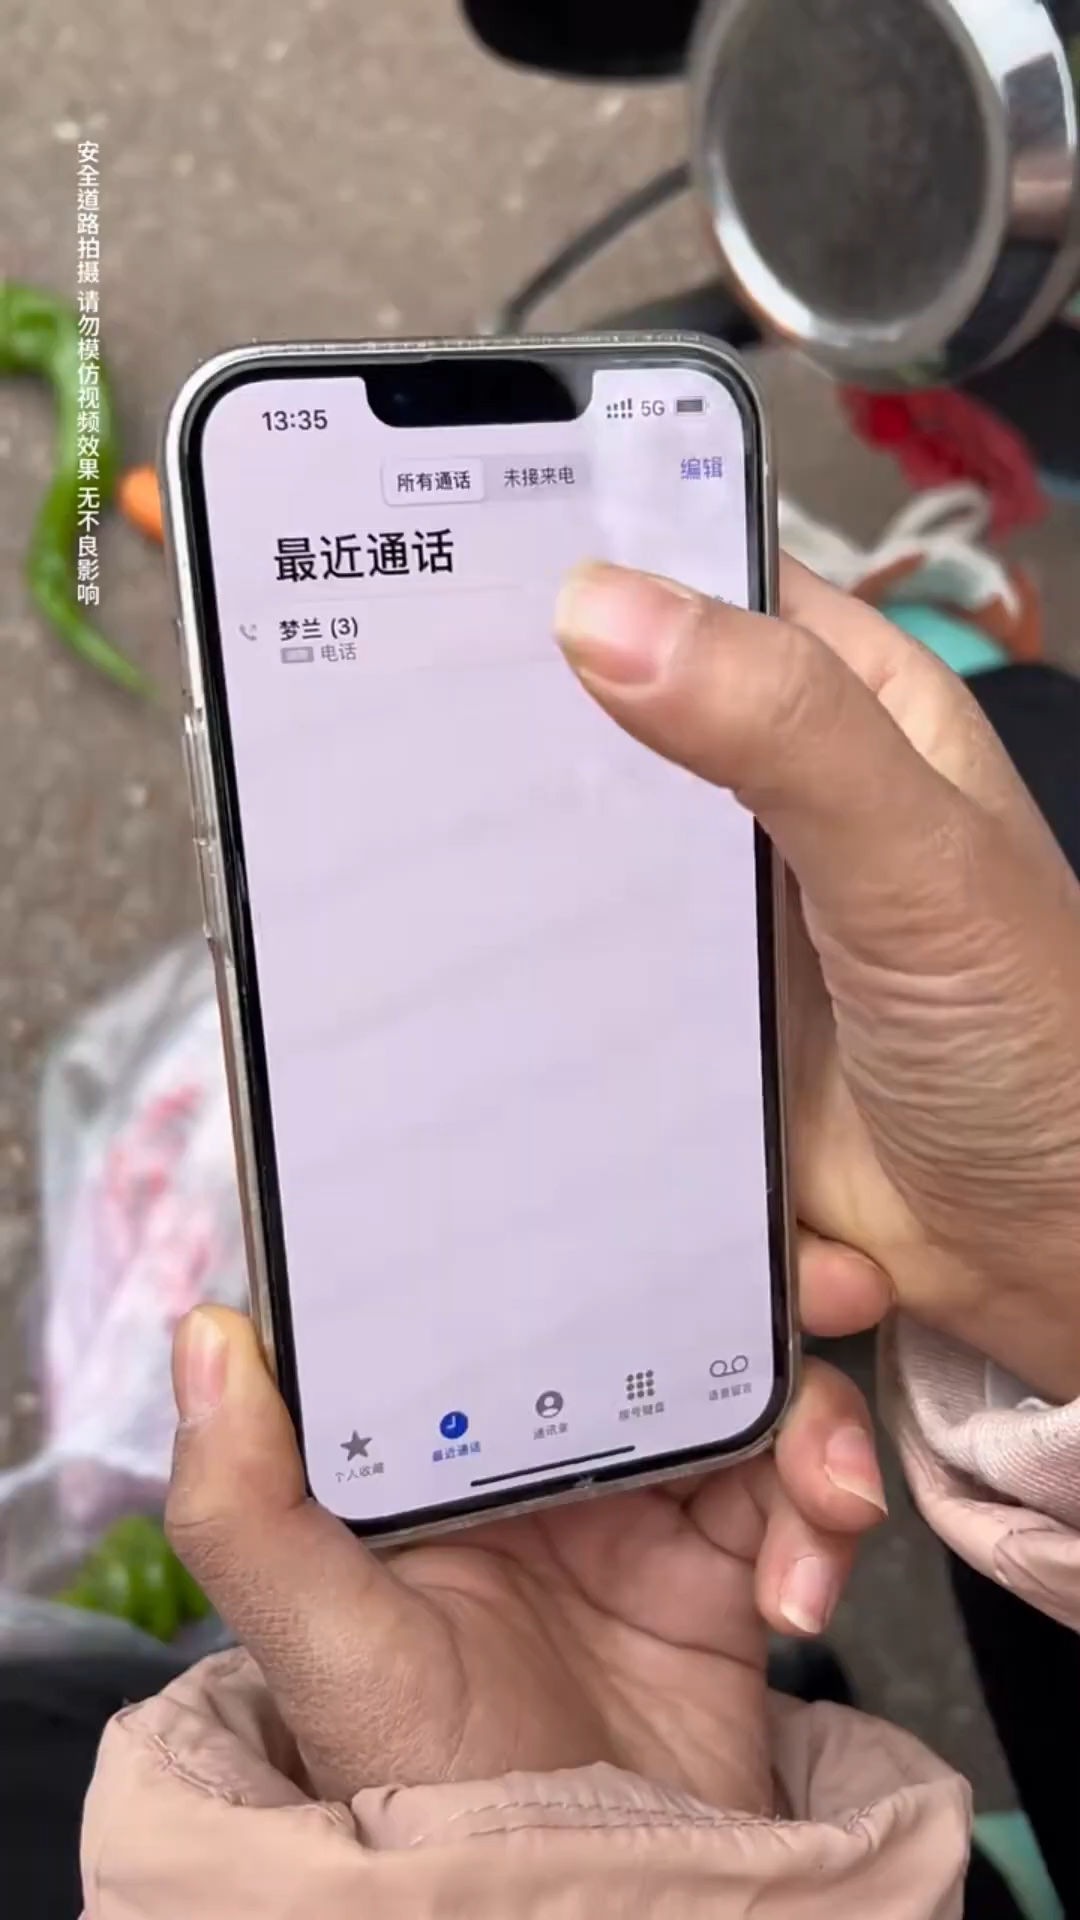 安全道路拍摄 请勿模仿视频效果 无不良影响
13:35
5G
所有通话
未接来电
编辑
最近通话
梦兰 (3)
电话
个人收藏
最近通话
通讯录
拨号键盘
语音留言